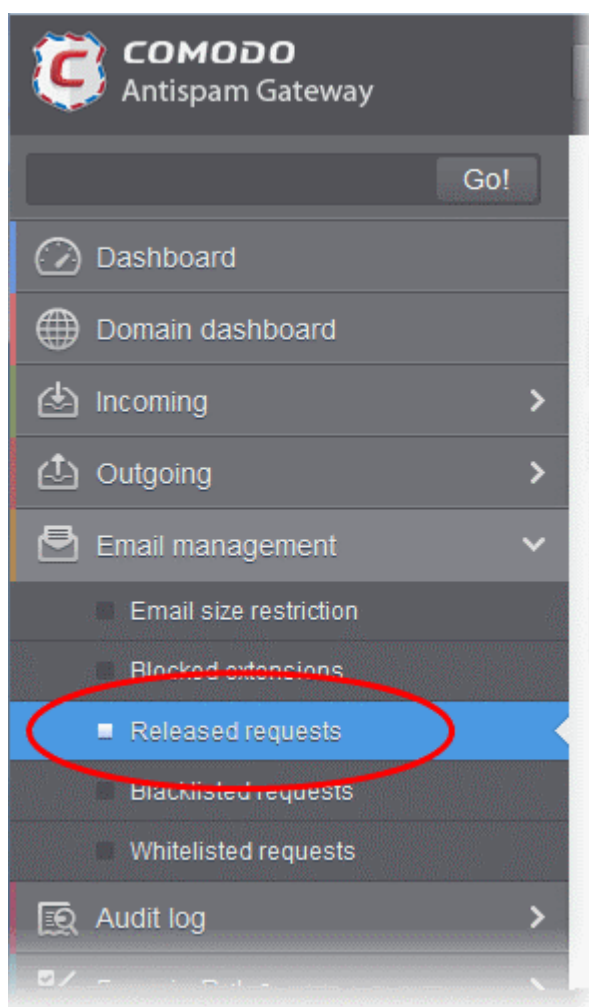 COMODO
Antispam Gateway
Go!
Dashboard
Domain dashboard
Incoming
Outgoing
Email management
Email size restriction
Blocked extensions
Released requests
Blacklisted requests
Whitelisted requests
Audit log